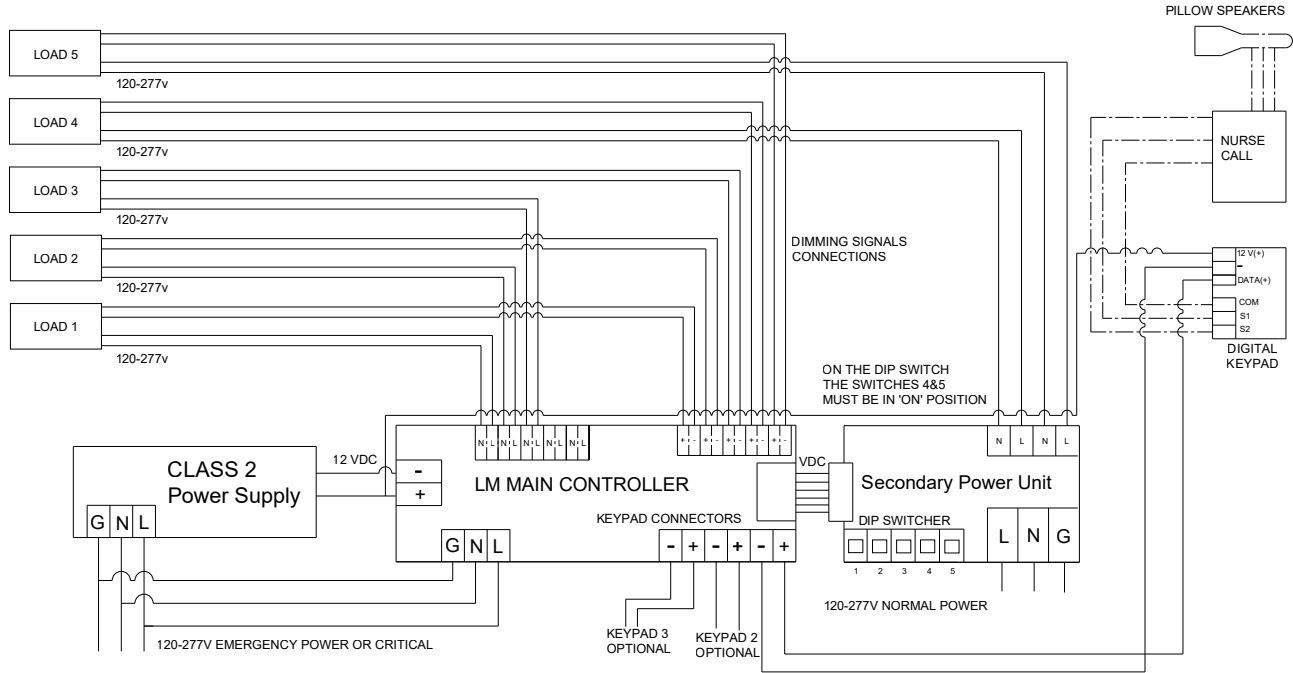 PILLOW SPEAKERS
LOAD 5
120-277v
LOAD 4
120-277v
NURSE
CALL
LOAD 3
120-277v
LOAD 2
120-277v
DIMMING SIGNALS
CONNECTIONS
12 V(+)
-
DATA(+)
COM
S1
S2
DIGITAL
KEYPAD
LOAD 1
120-277v
ON THE DIP SWITCH
THE SWITCHES 4&5
MUST BE IN 'ON' POSITION
N L N L N L N L N L
+ - + - + - + - + -
N L N L
CLASS 2
Power Supply
12 VDC
-
+
LM MAIN CONTROLLER
VDC
Secondary Power Unit
G N L
KEYPAD CONNECTORS
G N L
- + - + - +
DIP SWITCHER
1 2 3 4 5
L N G
120-277V NORMAL POWER
120-277V EMERGENCY POWER OR CRITICAL
KEYPAD 3
OPTIONAL
KEYPAD 2
OPTIONAL